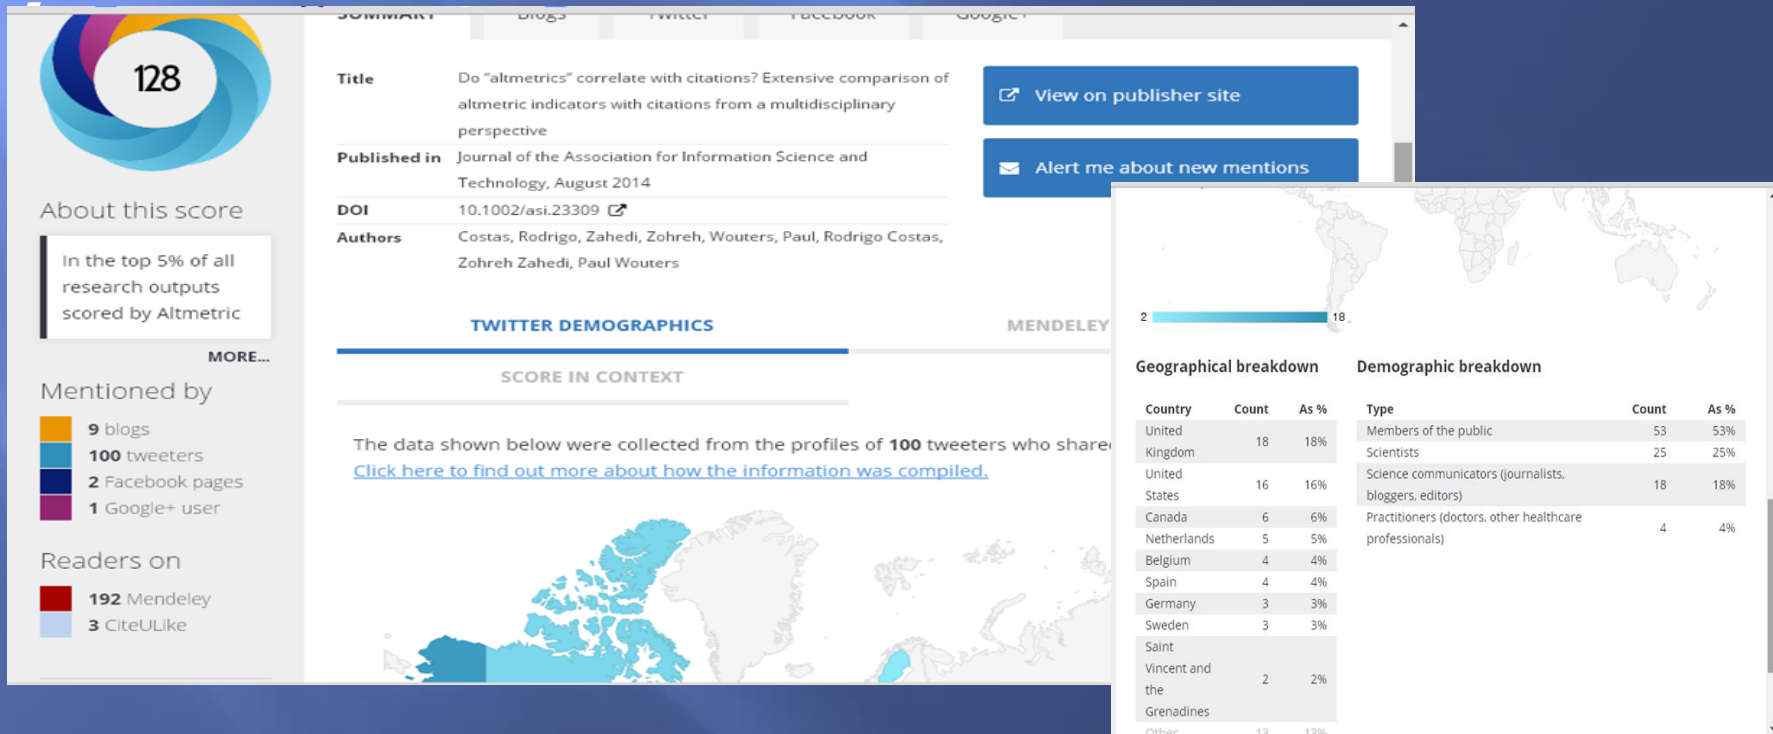 SUMMARY Blogs Twitter Facebook Google+
128
About this score
In the top 5% of all
research outputs
scored by Altmetric
MORE...
Mentioned by
9 blogs
100 tweeters
2 Facebook pages
1 Google+ user
Readers on
192 Mendeley
3 CiteULike
Title Do “altmetrics” correlate with citations? Extensive comparison of
altmetric indicators with citations from a multidisciplinary
perspective
Published in Journal of the Association for Information Science and
Technology, August 2014
DOI 10.1002/asi.23309
Authors Costas, Rodrigo, Zahedi, Zohreh, Wouters, Paul, Rodrigo Costas,
Zohreh Zahedi, Paul Wouters
View on publisher site
Alert me about new mentions
TWITTER DEMOGRAPHICS MENDELEY
SCORE IN CONTEXT
The data shown below were collected from the profiles of 100 tweeters who shared
Click here to find out more about how the information was compiled.
2 18
Geographical breakdown
Country Count As %
United
Kingdom 18 18%
United
States 16 16%
Canada 6 6%
Netherlands 5 5%
Belgium 4 4%
Spain 4 4%
Germany 3 3%
Sweden 3 3%
Saint
Vincent and
the
Grenadines 2 2%
Other 13 13%
Demographic breakdown
Type Count As %
Members of the public 53 53%
Scientists 25 25%
Science communicators (journalists,
bloggers, editors) 18 18%
Practitioners (doctors, other healthcare
professionals) 4 4%